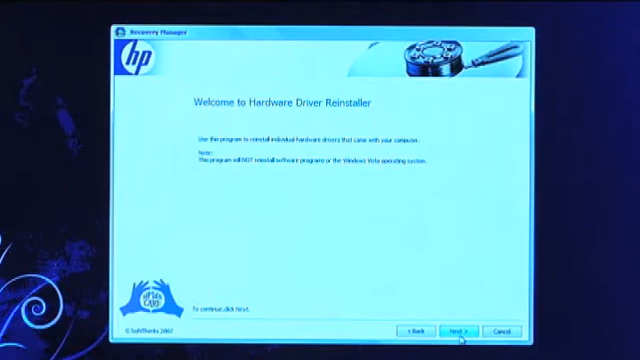 Recovery Manager
hp
Welcome to Hardware Driver Reinstaller
Use this program to reinstall individual hardware drivers that came with your computer.
Note:
This program will NOT reinstall software programs or the Windows Vista operating system.
HP We CARE
To continue, click Next.
© SoftThinks 2007
< Back
Next >
Cancel